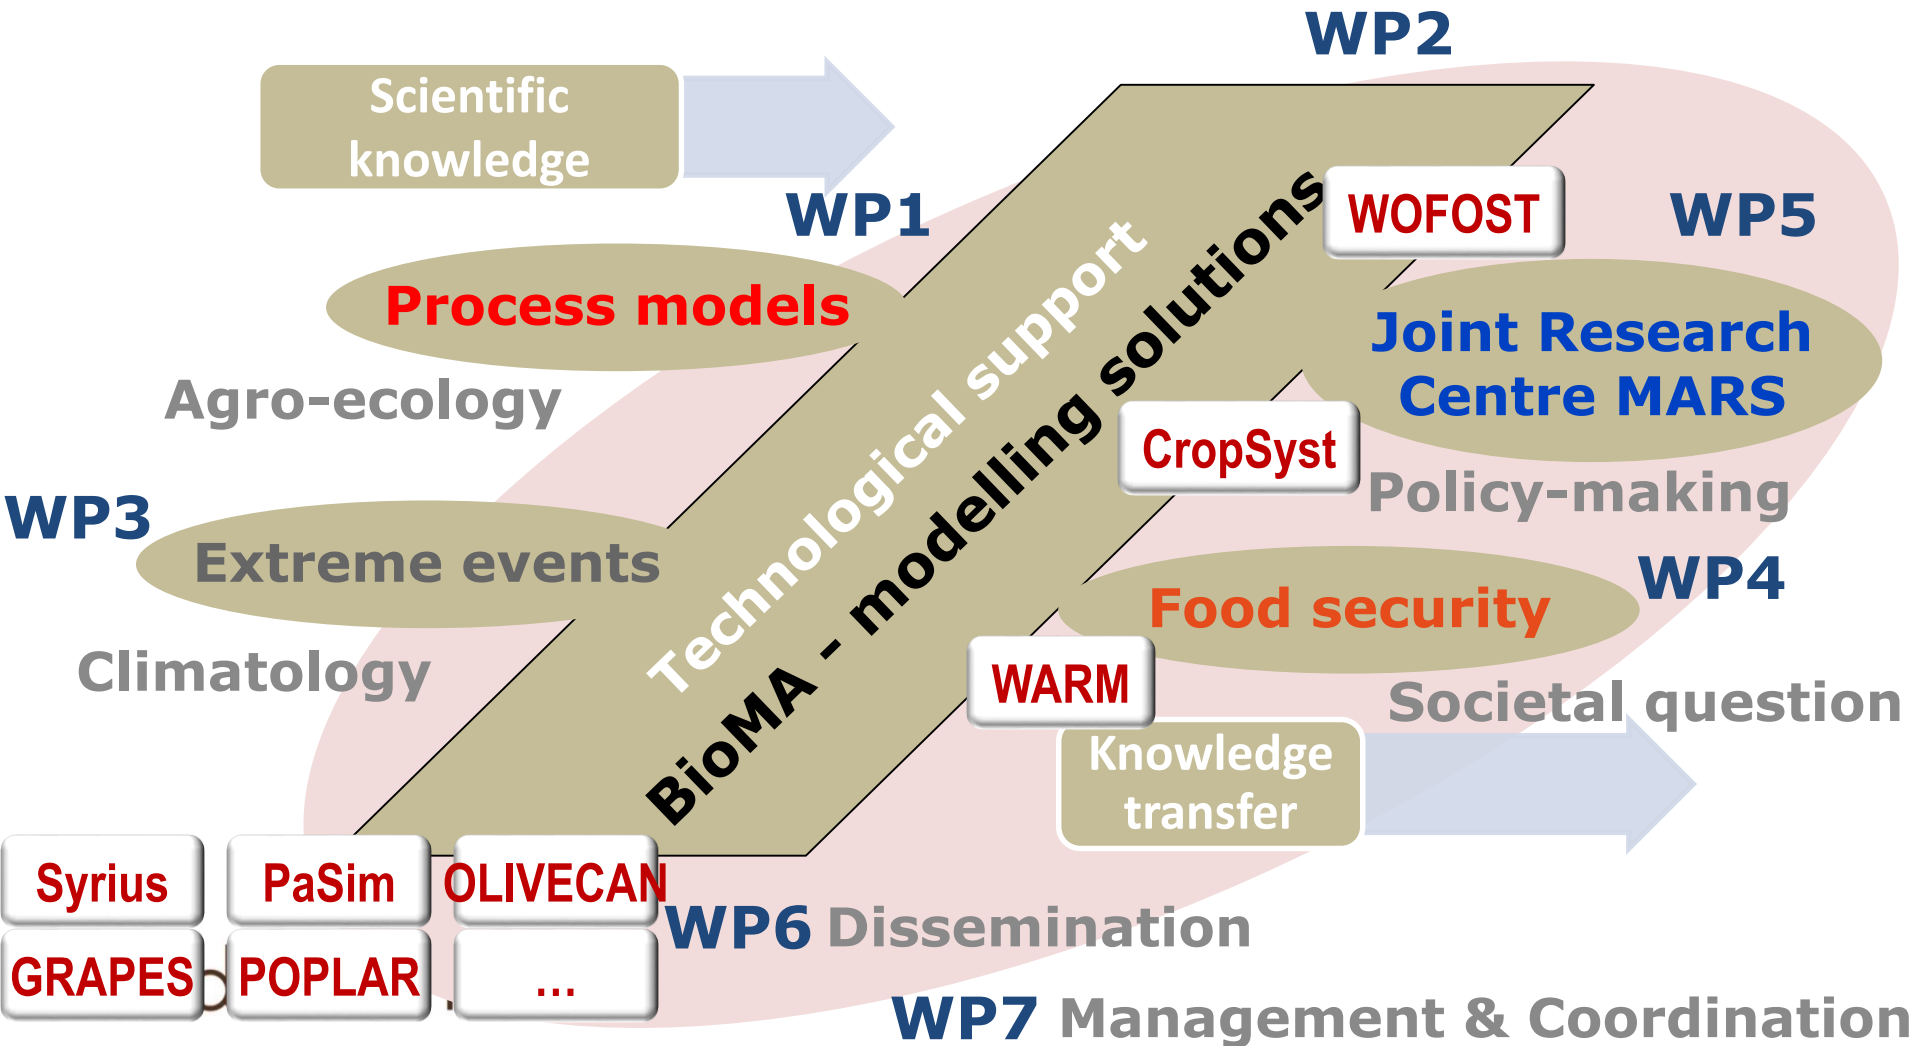 WP2
Scientific
knowledge
WP1
WOFOST
WP5
Process models
Technological support
BioMA - modelling solutions
Joint Research
Centre MARS
Agro-ecology
CropSyst
Policy-making
WP3
Extreme events
WP4
Food security
Climatology
WARM
Societal question
Knowledge
transfer
Syrius
PaSim
OLIVECAN
WP6 Dissemination
GRAPES
POPLAR
...
WP7 Management & Coordination